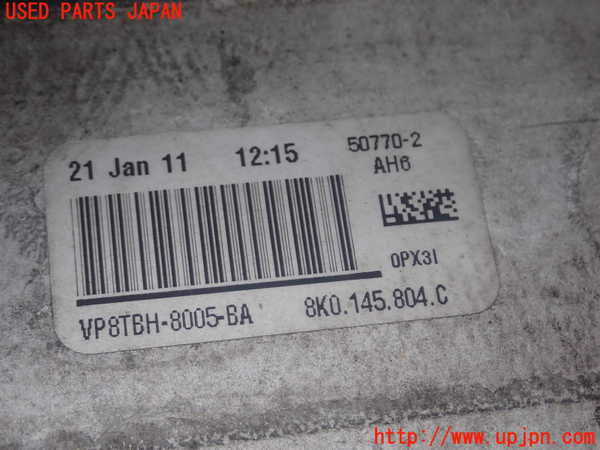 USED PARTS JAPAN
21 Jan 11 12:15 50770-2
AH6
0PX3I
VP8TBH-8005-BA 8K0.145.804.C
http://www.upjpn.com/